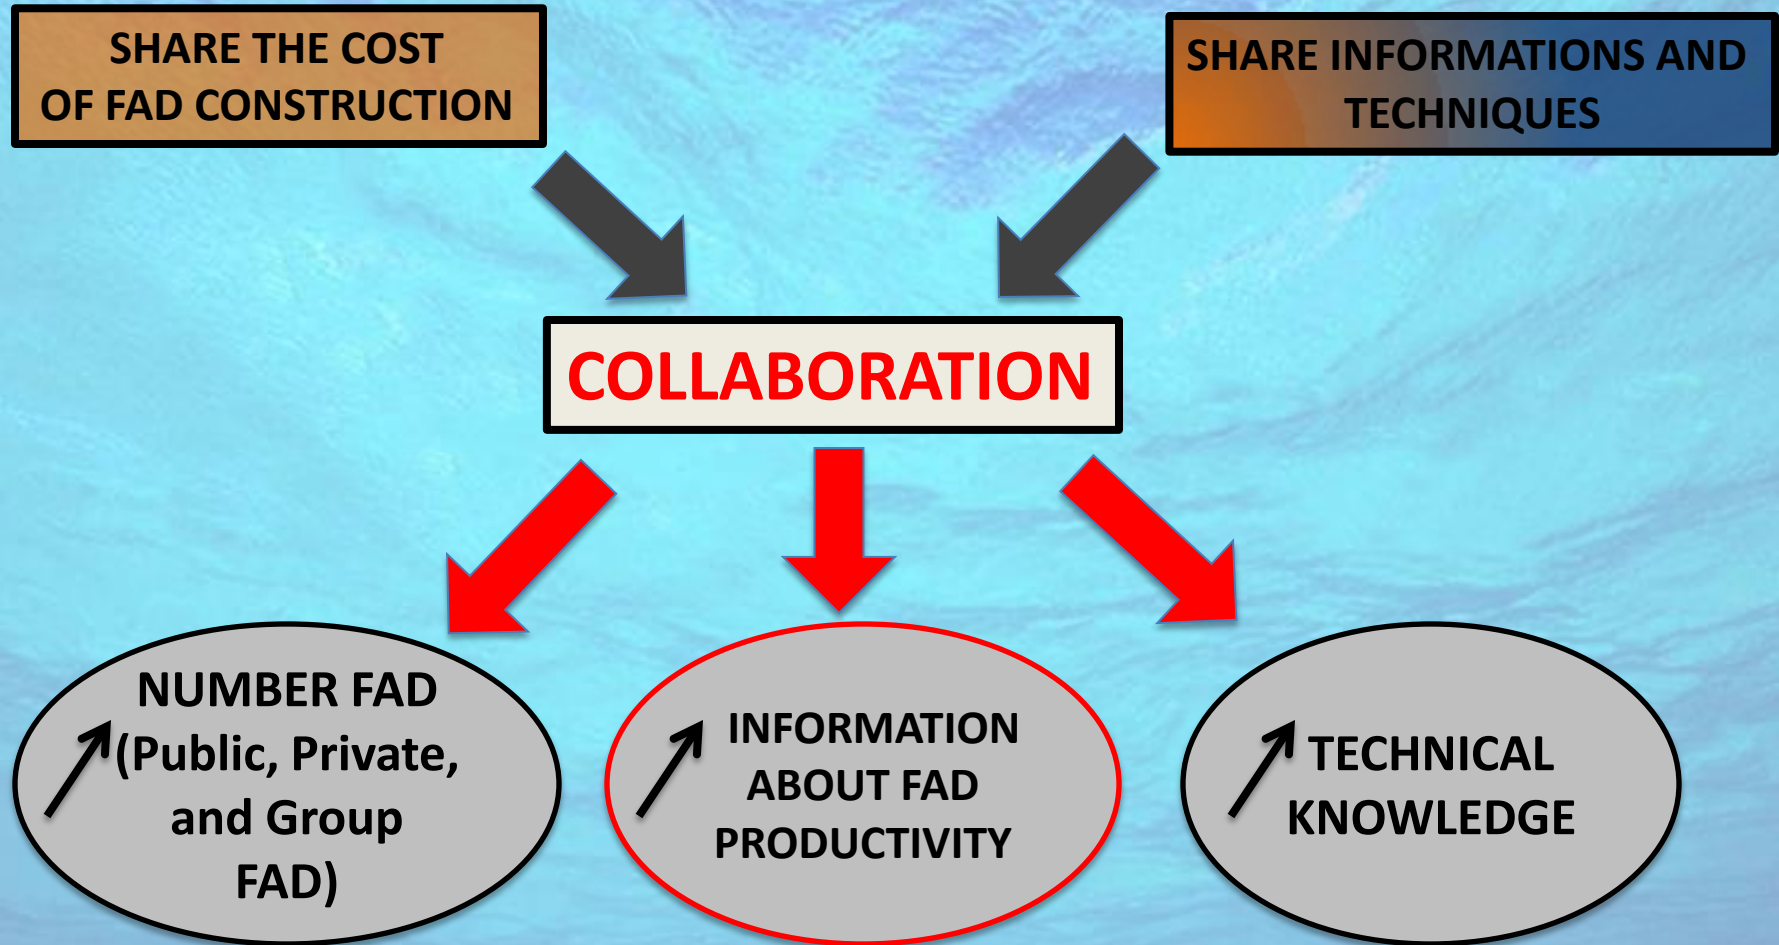 SHARE THE COST
OF FAD CONSTRUCTION
SHARE INFORMATIONS AND
TECHNIQUES
COLLABORATION
NUMBER FAD
(Public, Private,
and Group
FAD)
INFORMATION
ABOUT FAD
PRODUCTIVITY
TECHNICAL
KNOWLEDGE